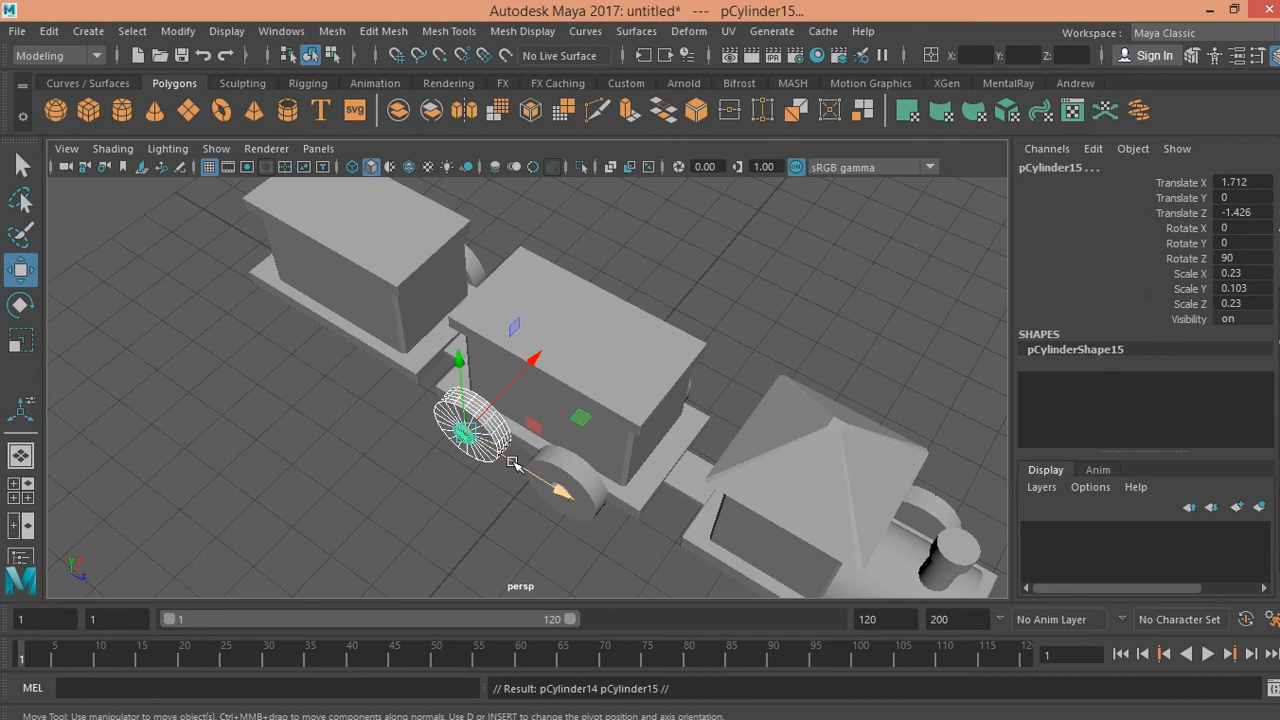 Autodesk Maya 2017: untitled* --- pCylinder15...
File Edit Create Select Modify Display Windows Mesh Edit Mesh Mesh Tools Mesh Display Curves Surfaces Deform UV Generate Cache Arnold Help Workspace : Maya Classic
Modeling No Live Surface X: Y: Z: Sign In
Curves / Surfaces Polygons Sculpting Rigging Animation Rendering FX FX Caching Custom Arnold Bifrost MASH Motion Graphics XGen MentalRay Andrew
T svg
View Shading Lighting Show Renderer Panels
0.00 1.00 sRGB gamma
Channels Edit Object Show
pCylinder15 . . .
Translate X 1.712
Translate Y 0
Translate Z -1.426
Rotate X 0
Rotate Y 0
Rotate Z 90
Scale X 0.23
Scale Y 0.103
Scale Z 0.23
Visibility on
SHAPES
pCylinderShape15
Display Anim
Layers Options Help
persp
1 1 1 120 120 200 No Anim Layer No Character Set
1 5 10 15 20 25 30 35 40 45 50 55 60 65 70 75 80 85 90 95 100 105 110 115 12 1
MEL // Result: pCylinder14 pCylinder15 //
Move Tool: Use manipulator to move object(s). Ctrl+MMB+drag to move components along normals. Use D or INSERT to change the pivot position and axis orientation.